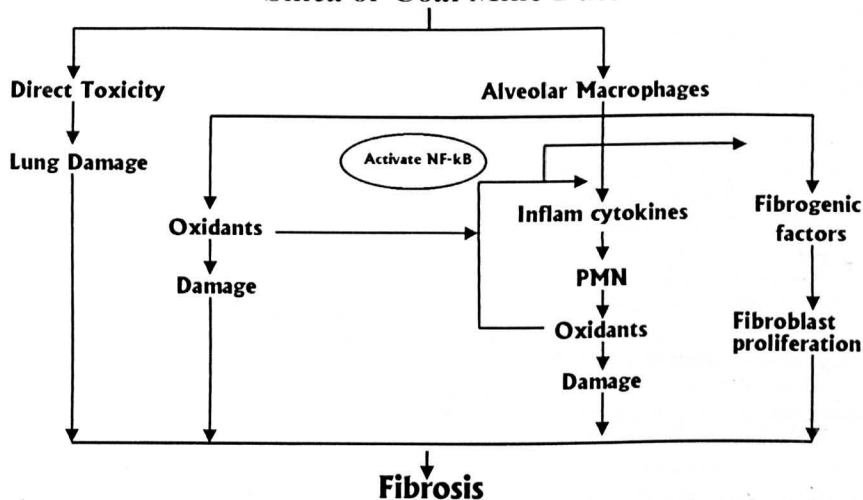 Direct Toxicity
Alveolar Macrophages
Lung Damage
Activate NF-kB
Inflam cytokines
Fibrogenic
factors
Oxidants
PMN
Damage
Oxidants
Fibroblast
proliferation
Damage
Fibrosis